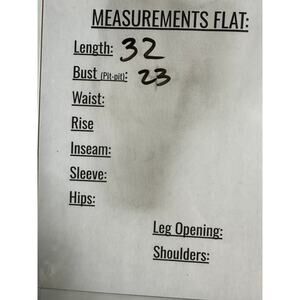 MEASUREMENTS FLAT:
Length: 32
Bust (Pit-pit): 23
Waist:
Rise
Inseam:
Sleeve:
Hips:
Leg Opening:
Shoulders: